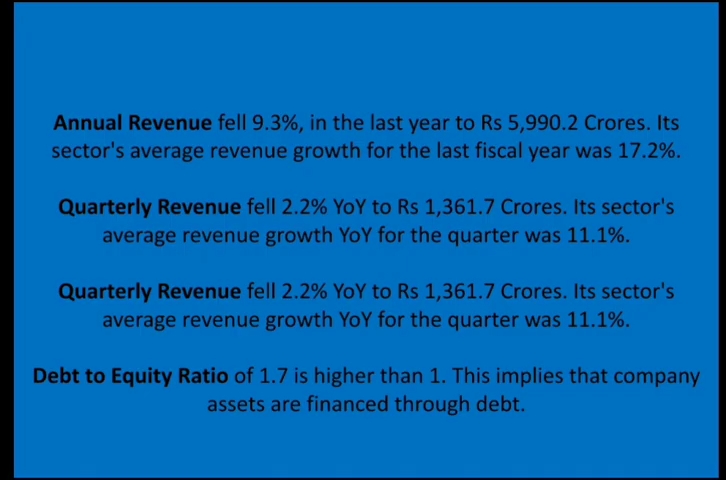 Annual Revenue fell 9.3%, in the last year to Rs 5,990.2 Crores. Its
sector's average revenue growth for the last fiscal year was 17.2%.
Quarterly Revenue fell 2.2% YoY to Rs 1,361.7 Crores. Its sector's
average revenue growth YoY for the quarter was 11.1%.
Quarterly Revenue fell 2.2% YoY to Rs 1,361.7 Crores. Its sector's
average revenue growth YoY for the quarter was 11.1%.
Debt to Equity Ratio of 1.7 is higher than 1. This implies that company
assets are financed through debt.